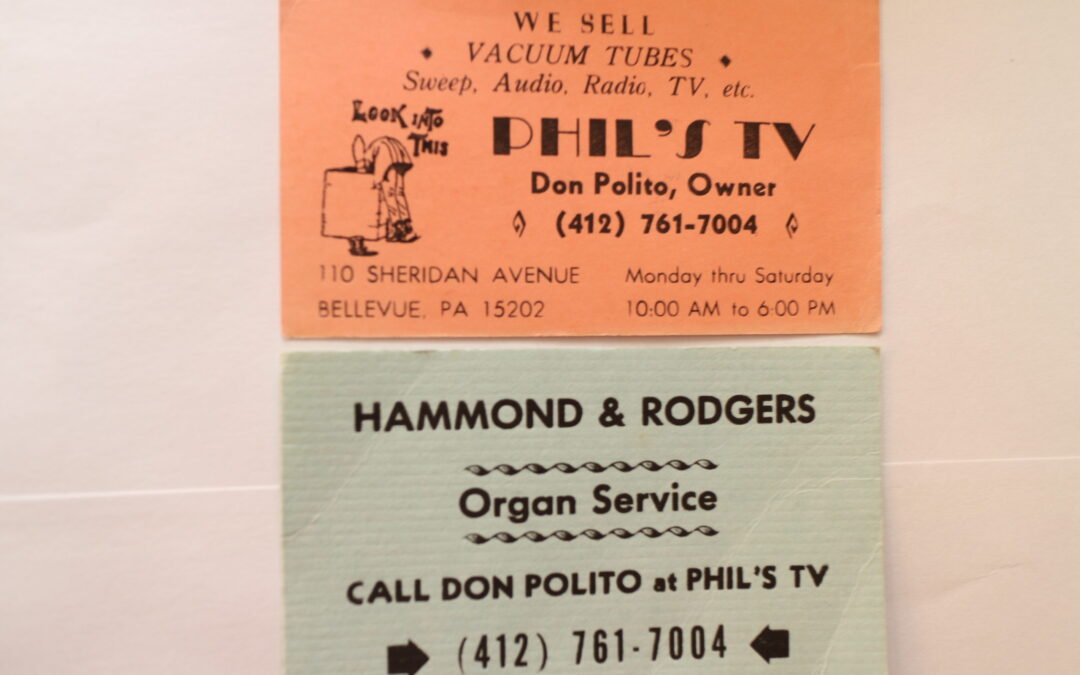 WE SELL
VACUUM TUBES
Sweep, Audio, Radio, TV, etc.
LOOK INTO
THIS
PHIL'S TV
Don Polito, Owner
(412) 761-7004
110 SHERIDAN AVENUE
BELLEVUE, PA 15202
Monday thru Saturday
10:00 AM to 6:00 PM
HAMMOND & RODGERS
Organ Service
CALL DON POLITO at PHIL'S TV
(412) 761-7004